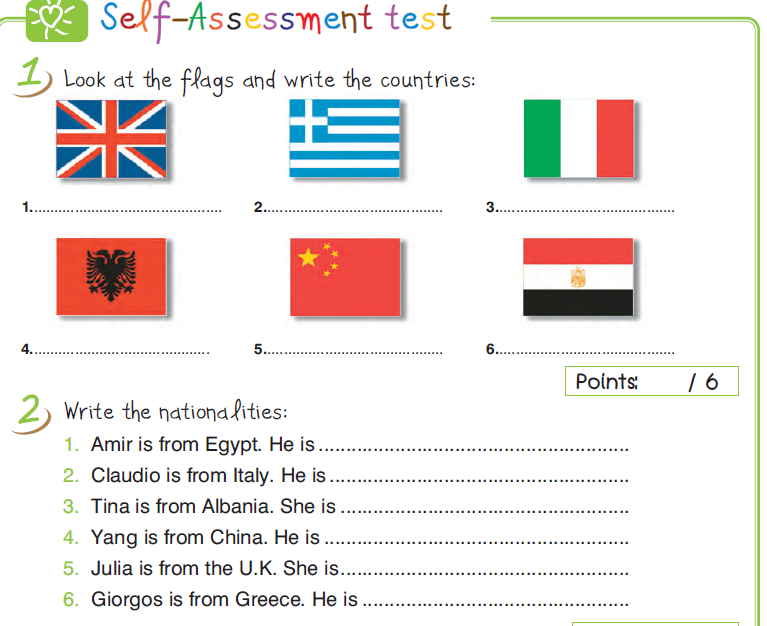 Self-Assessment test
1 Look at the flags and write the countries:
1................................................ 2............................................. 3.............................................
4............................................. 5............................................. 6.............................................
Points: / 6
2 Write the nationalities:
1. Amir is from Egypt. He is .........................................................
2. Claudio is from Italy. He is .......................................................
3. Tina is from Albania. She is .....................................................
4. Yang is from China. He is ........................................................
5. Julia is from the U.K. She is.....................................................
6. Giorgos is from Greece. He is .................................................